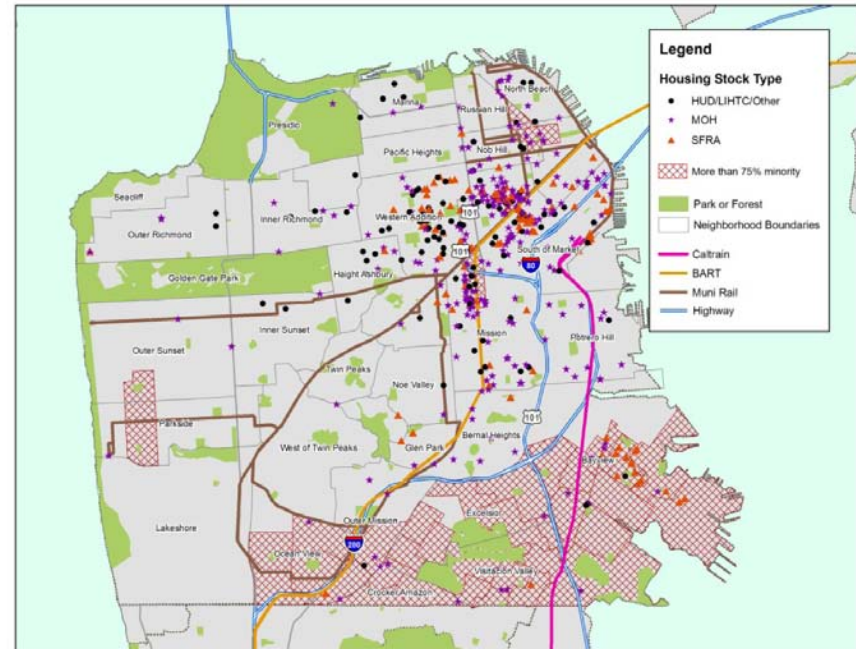 Legend
Housing Stock Type
HUD/LIHTC/Other
MOH
SFRA
More than 75% minority
Park or Forest
Neighborhood Boundaries
Caltrain
BART
Muni Rail
Highway
North Beach
Marina
Russian Hill
Presidio
Nob Hill
Pacific Heights
Seacliff
Western Addition
101
Inner Richmond
Outer Richmond
South of Market
101
80
Haight Ashbury
Golden Gate Park
Inner Sunset
Mission
Potrero Hill
Outer Sunset
Twin Peaks
Noe Valley
101
Parkside
Bernal Heights
West of Twin Peaks
Glen Park
Bayview
Excelsior
Lakeshore
Outer Mission
280
Ocean View
Visitacion Valley
Crocker Amazon